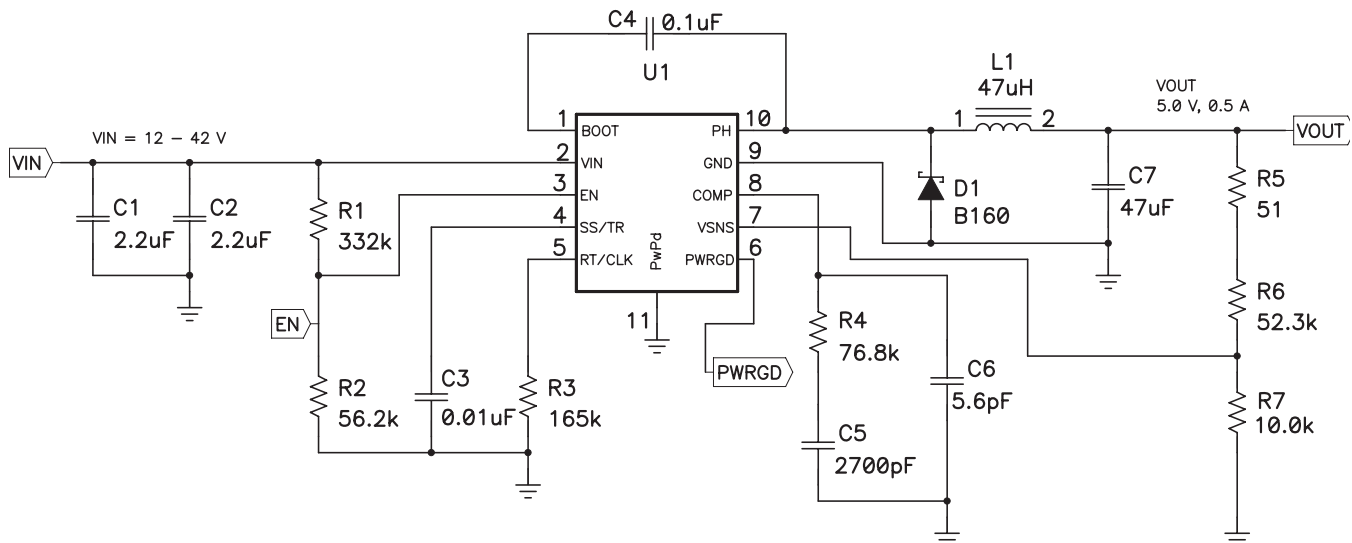 C4
0.1uF
U1
L1
47uH
VOUT
5.0 V, 0.5 A
VIN = 12 – 42 V
1
BOOT
PH
10
1
2
VOUT
VIN
2
VIN
GND
9
3
EN
COMP
8
4
SS/TR
VSNS
7
5
RT/CLK
PWRGD
6
PwPd
11
C1
2.2uF
C2
2.2uF
R1
332k
D1
B160
C7
47uF
R5
51
EN
R4
76.8k
R6
52.3k
PWRGD
R2
56.2k
C3
0.01uF
R3
165k
C6
5.6pF
R7
10.0k
C5
2700pF